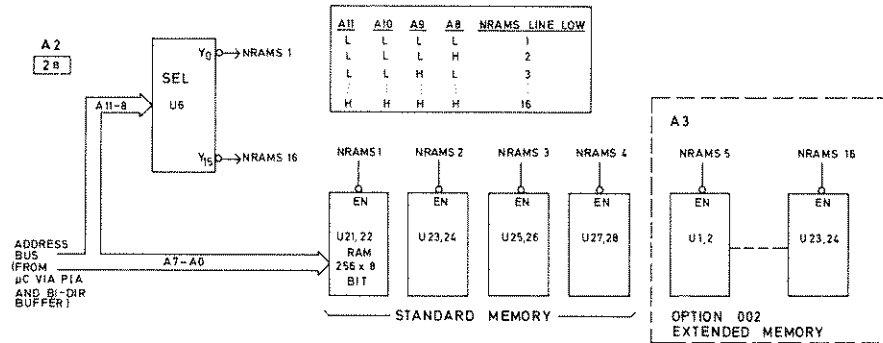 A2
2B
SEL
U6
Y0
NRAMS 1
Y15
NRAMS 16
A11-8
A11 A10 A9 A8 NRAMS LINE LOW
L L L L 1
L L L H 2
L L H L 3
H H H H 16
ADDRESS
BUS
(FROM
µC VIA PIA
AND BI-DIR
BUFFER)
A7-A0
NRAMS1
EN
U21,22
RAM
256 x 8
BIT
NRAMS 2
EN
U23,24
NRAMS 3
EN
U25,26
NRAMS 4
EN
U27,28
STANDARD MEMORY
A3
NRAMS 5
EN
U1,2
NRAMS 16
EN
U23,24
OPTION 002
EXTENDED MEMORY